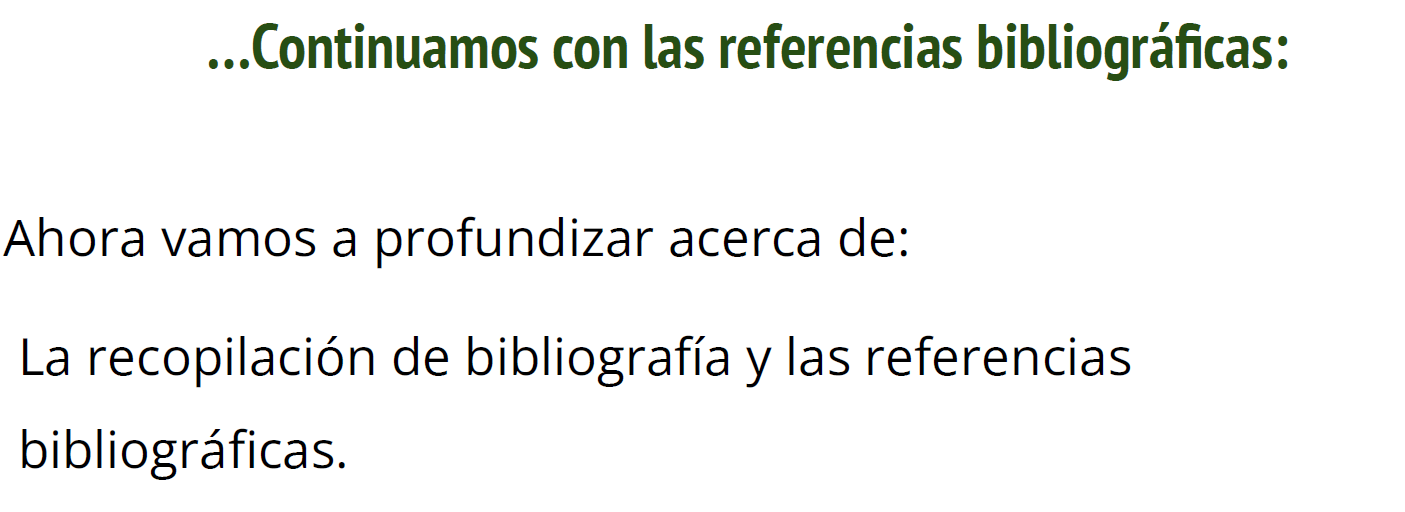 ...Continuamos con las referencias bibliográficas:
Ahora vamos a profundizar acerca de:
La recopilación de bibliografía y las referencias
bibliográficas.